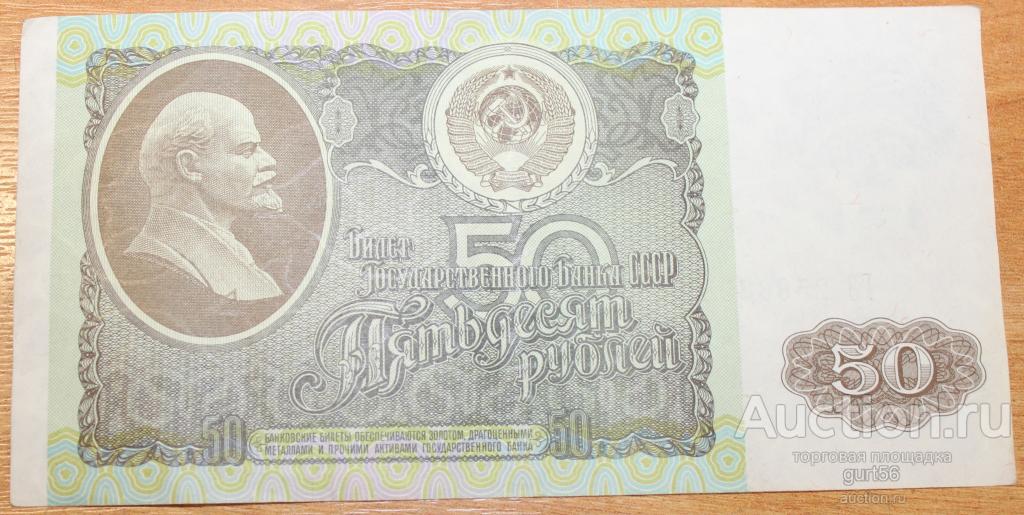 50
Билет
Государственного Банка СССР
Пятьдесят
рублей
50
50
БАНКОВСКИЕ БИЛЕТЫ ОБЕСПЕЧИВАЮТСЯ ЗОЛОТОМ, ДРАГОЦЕННЫМИ
МЕТАЛЛАМИ И ПРОЧИМИ АКТИВАМИ ГОСУДАРСТВЕННОГО БАНКА
50
Auction.ru
торговая площадка
gurt56
auction.ru